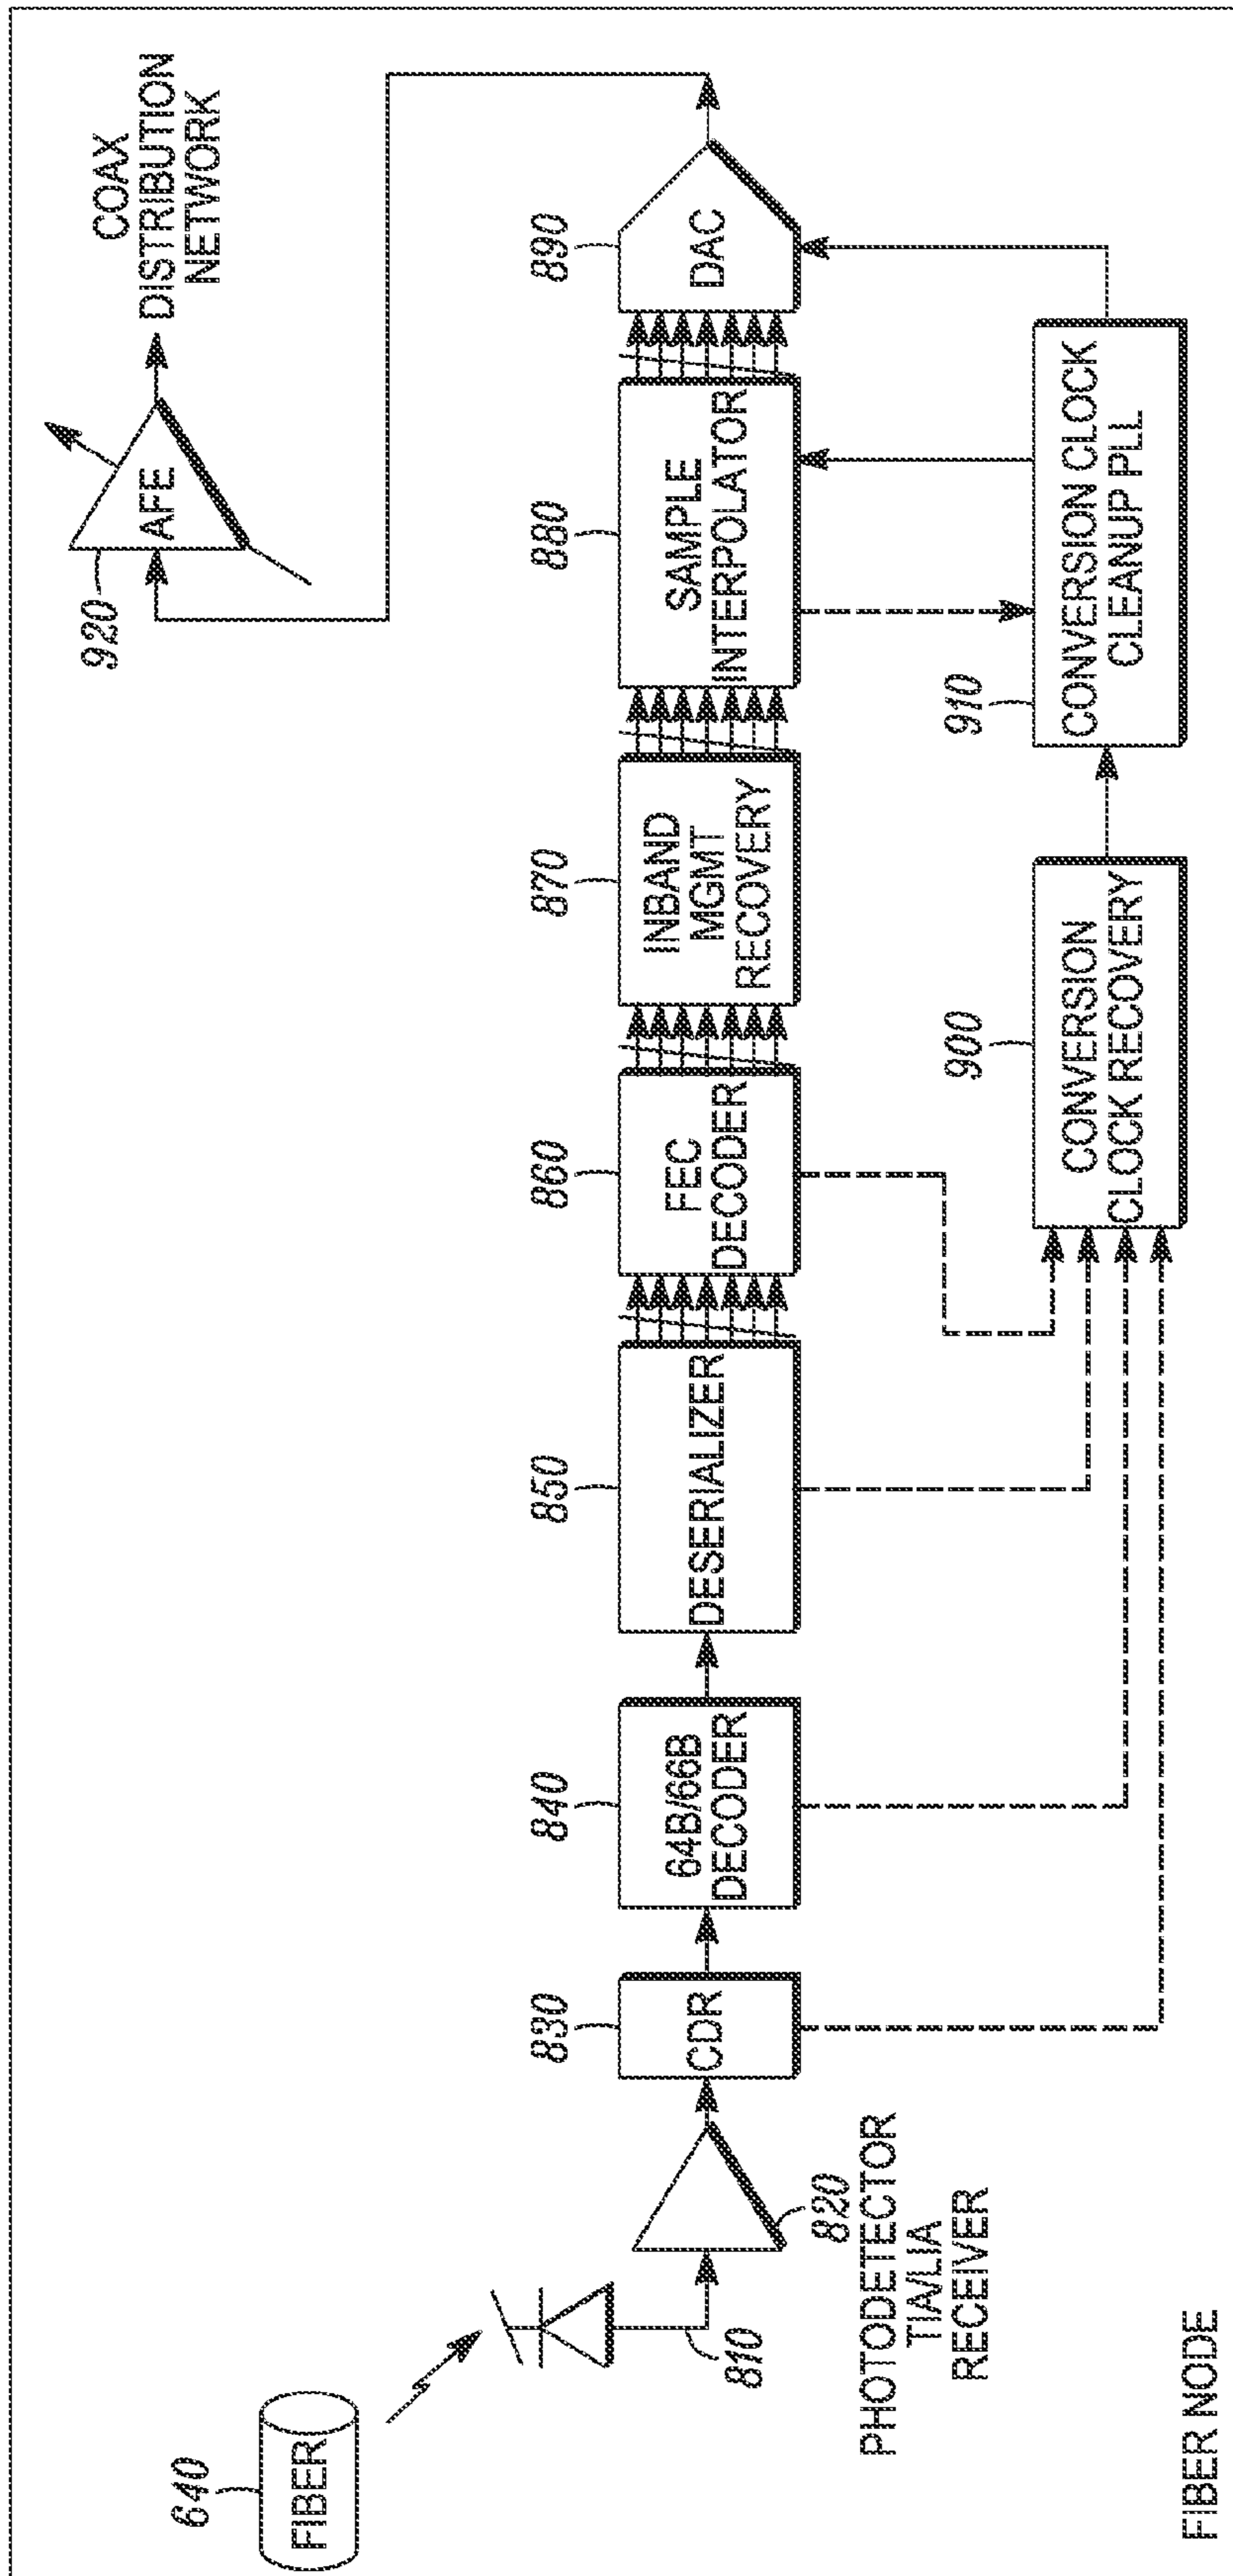 640
FIBER
810
820
PHOTODETECTOR
TIA/LIA
RECEIVER
830
CDR
840
64B/66B
DECODER
850
DESERIALIZER
860
FEC
DECODER
870
INBAND
MGMT
RECOVERY
880
SAMPLE
INTERPOLATOR
890
DAC
900
CONVERSION
CLOCK RECOVERY
910
CONVERSION CLOCK
CLEANUP PLL
920
AFE
COAX
DISTRIBUTION
NETWORK
FIBER NODE